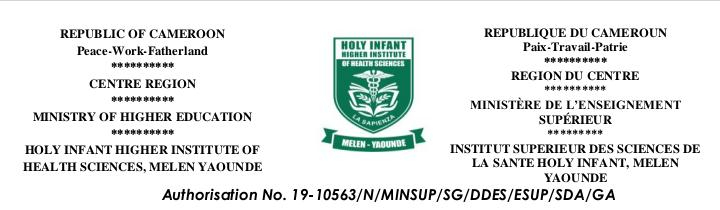 REPUBLIC OF CAMEROON
Peace-Work-Fatherland
**********
CENTRE REGION
**********
MINISTRY OF HIGHER EDUCATION
**********
HOLY INFANT HIGHER INSTITUTE OF
HEALTH SCIENCES, MELEN YAOUNDE
HOLY INFANT
HIGHER INSTITUTE
OF HEALTH SCIENCES
LA SAPIENZA
MELEN - YAOUNDE
REPUBLIQUE DU CAMEROUN
Paix-Travail-Patrie
**********
REGION DU CENTRE
**********
MINISTÈRE DE L’ENSEIGNEMENT
SUPÉRIEUR
*********
INSTITUT SUPERIEUR DES SCIENCES DE
LA SANTE HOLY INFANT, MELEN
YAOUNDE
Authorisation No. 19-10563/N/MINSUP/SG/DDES/ESUP/SDA/GA